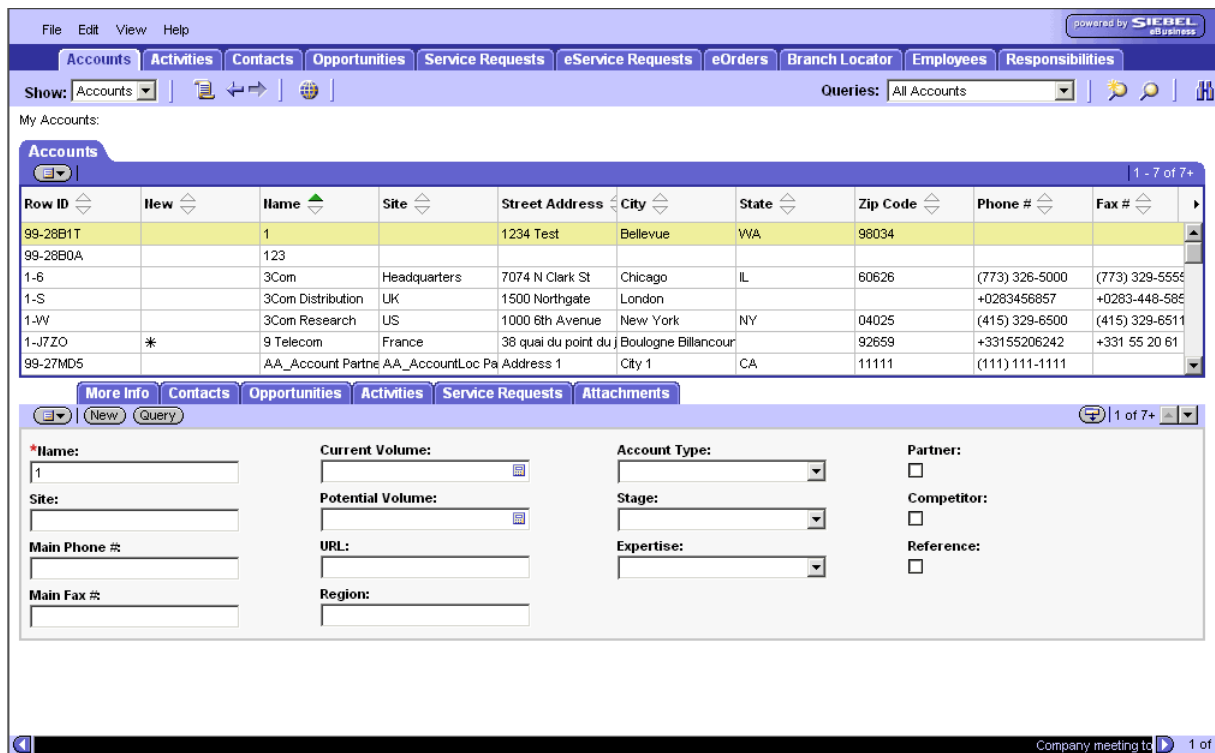 File Edit View Help
powered by SIEBEL eBusiness
Accounts Activities Contacts Opportunities Service Requests eService Requests eOrders Branch Locator Employees Responsibilities
Show: Accounts Queries: All Accounts
My Accounts:
Accounts
1 - 7 of 7+
Row ID New Name Site Street Address City State Zip Code Phone # Fax #
99-28B1T 1 1234 Test Bellevue WA 98034
99-28B0A 123
1-6 3Com Headquarters 7074 N Clark St Chicago IL 60626 (773) 326-5000 (773) 329-5555
1-S 3Com Distribution UK 1500 Northgate London +0283456857 +0283-448-585
1-W 3Com Research US 1000 6th Avenue New York NY 04025 (415) 329-6500 (415) 329-6511
1-J7ZO * 9 Telecom France 38 quai du point du j Boulogne Billancour 92659 +33155206242 +331 55 20 61
99-27MD5 AA_Account Partne AA_AccountLoc Pa Address 1 City 1 CA 11111 (111) 111-1111
More Info Contacts Opportunities Activities Service Requests Attachments
New Query 1 of 7+
*Name: Current Volume: Account Type: Partner:
1
Site: Potential Volume: Stage: Competitor:
Main Phone #: URL: Expertise: Reference:
Main Fax #: Region:
Company meeting to 1 of